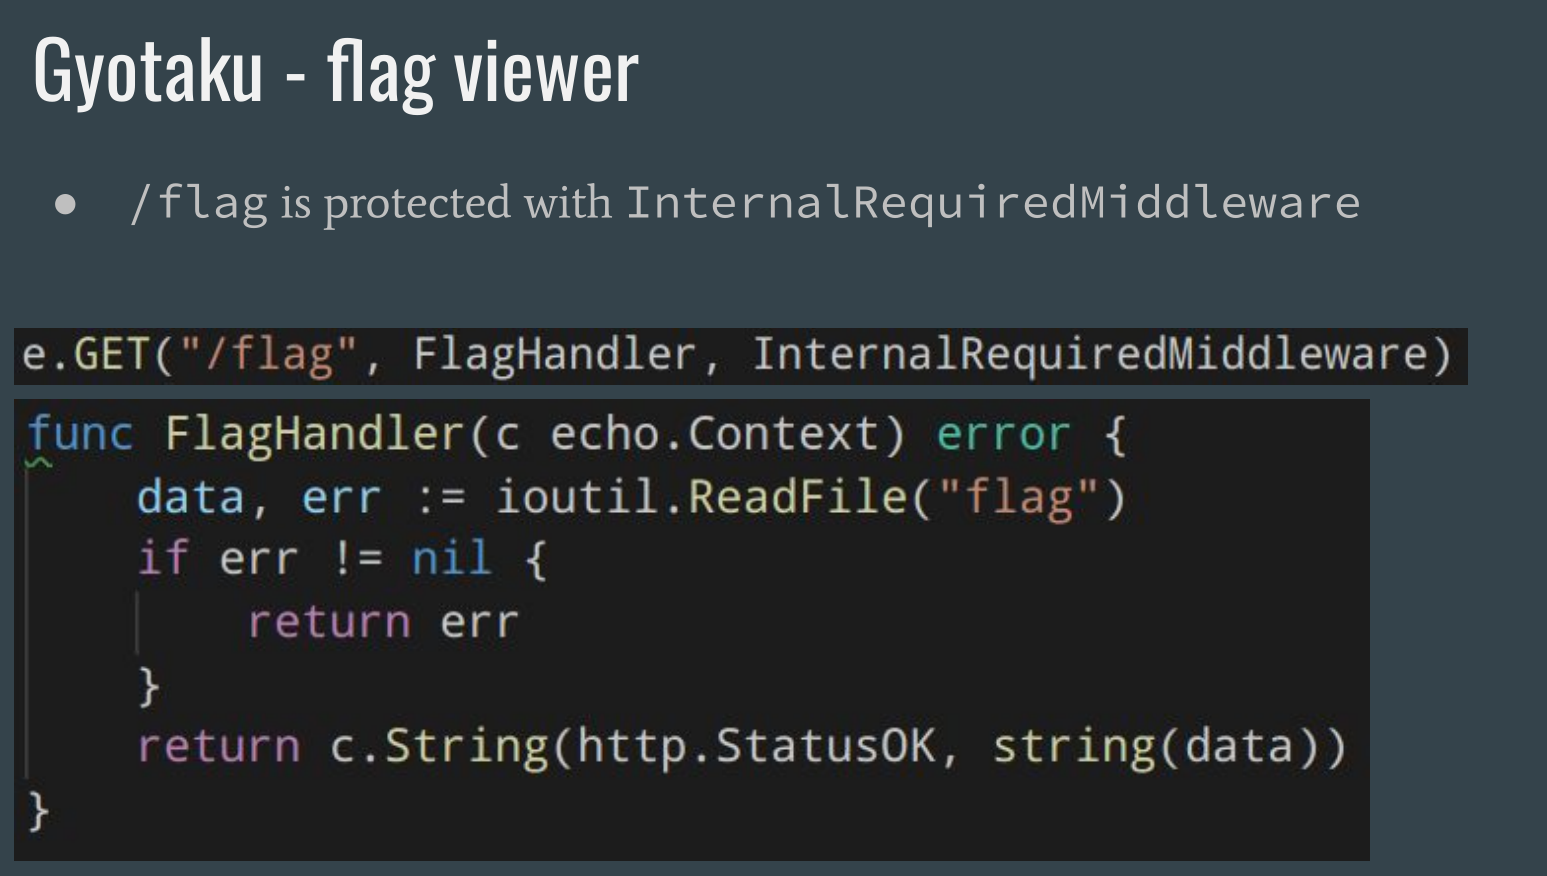 Gyotaku - flag viewer
● /flag is protected with InternalRequiredMiddleware
e.GET("/flag", FlagHandler, InternalRequiredMiddleware)
func FlagHandler(c echo.Context) error {
    data, err := ioutil.ReadFile("flag")
    if err != nil {
        return err
    }
    return c.String(http.StatusOK, string(data))
}